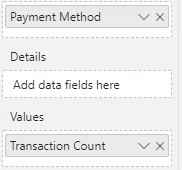 Payment Method
Details
Add data fields here
Values
Transaction Count